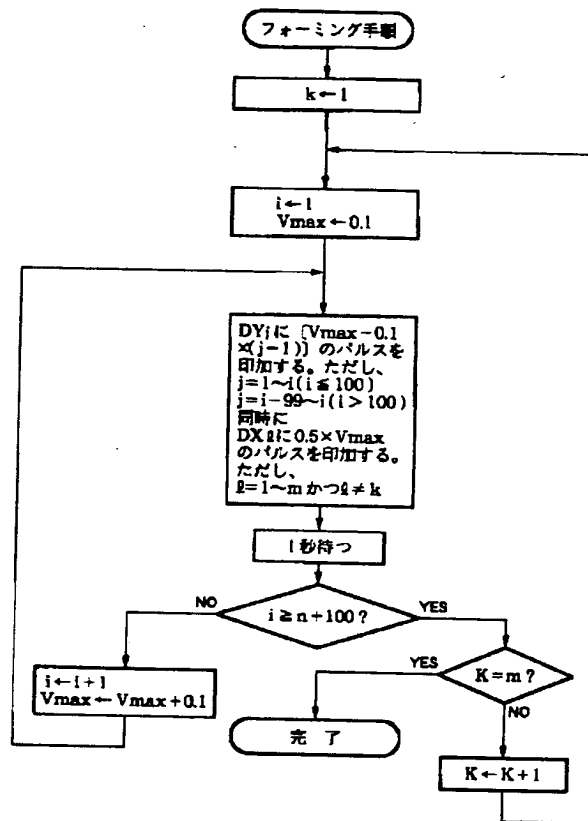 フォーミング手順
k←1
i←1
Vmax←0.1
DYjに〔Vmax−0.1
×(j−1)〕のパルスを
印加する。ただし、
j=1〜i(i≦100)
j=i−99〜i(i>100)
同時に
DXℓに0.5×Vmax
のパルスを印加する。
ただし、
ℓ=1〜mかつℓ≠k
1秒待つ
i≧n+100?
NO
YES
i←i+1
Vmax←Vmax+0.1
K=m?
YES
NO
完了
K←K+1